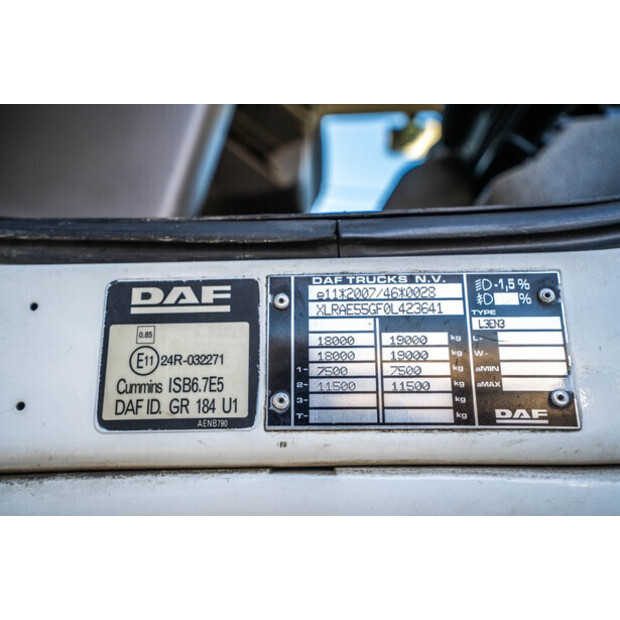 DAF
0.85
E11 24R-032271
Cummins ISB6.7E5
DAF ID. GR 184 U1
AENB790
DAF TRUCKS N.V.
e11*2007/46*0028
XLRAE55GF0L423641
18000 19000 kg
18000 19000 kg
1- 7500 7500 kg
2- 11500 11500 kg
3- kg
T- kg
-1,5 %
%
TYPE
L3EN3
L-
W-
aMIN
aMAX
DAF